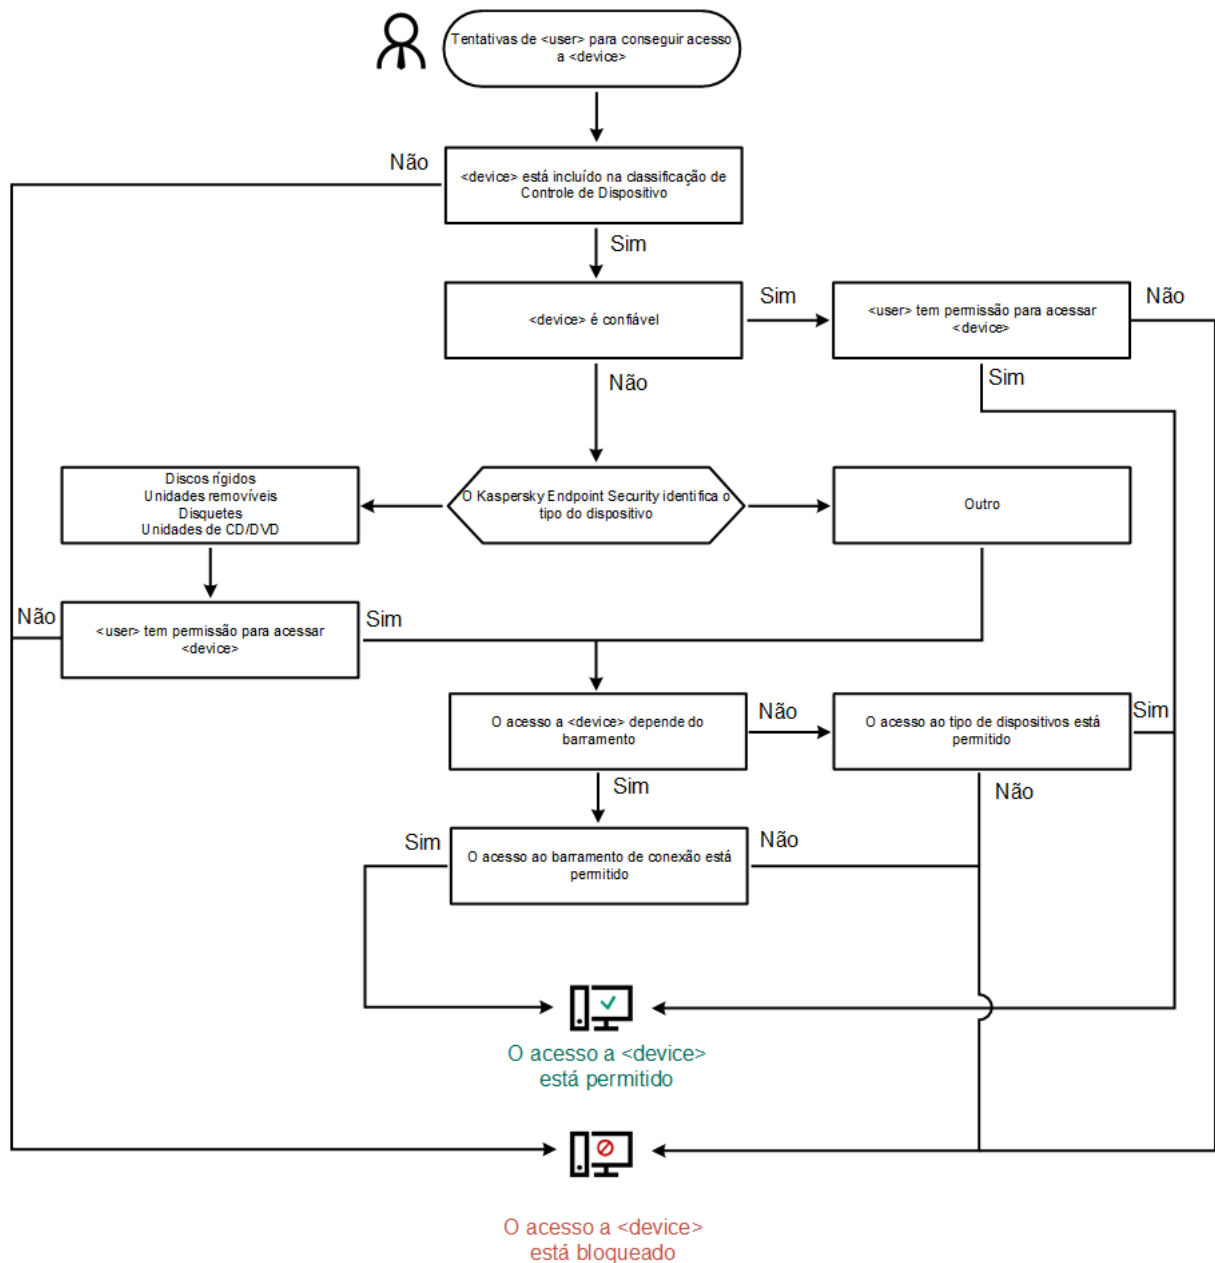 Tentativas de <user> para conseguir acesso
a <device>
Não
<device> está incluído na classificação de
Controle de Dispositivo
Sim
<device> é confiável
Sim
<user> tem permissão para acessar
<device>
Não
Não
Sim
Discos rígidos
Unidades removíveis
Disquetes
Unidades de CD/DVD
O Kaspersky Endpoint Security identifica o
tipo do dispositivo
Outro
Não
<user> tem permissão para acessar
<device>
Sim
O acesso a <device> depende do
barramento
Não
O acesso ao tipo de dispositivos está
permitido
Sim
Sim
Não
Sim
O acesso ao barramento de conexão está
permitido
Não
O acesso a <device>
está permitido
O acesso a <device>
está bloqueado